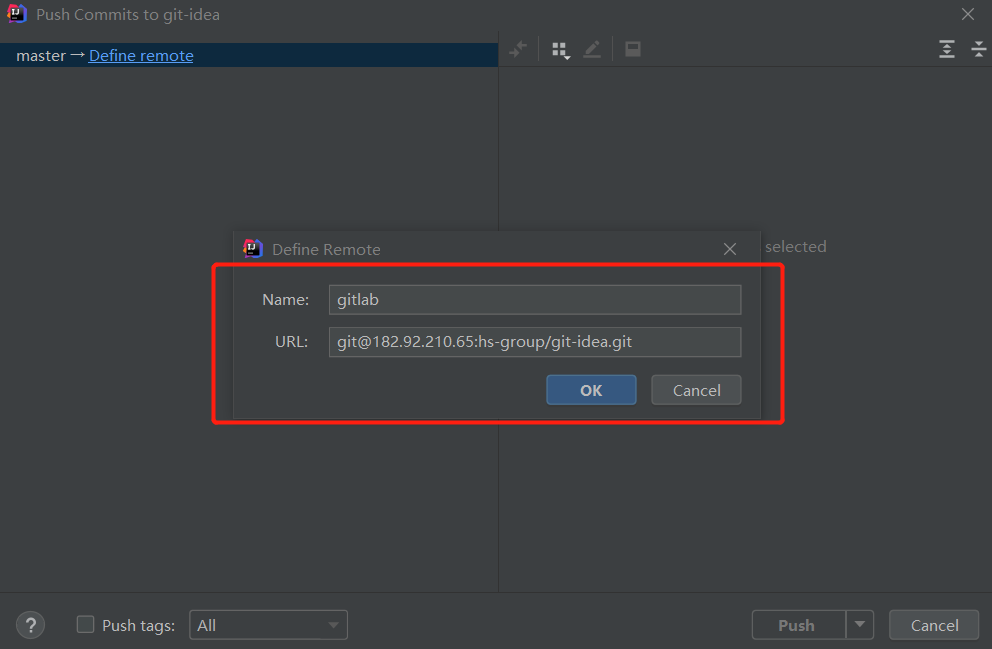 Push Commits to git-idea
master → Define remote
selected
Define Remote
Name: gitlab
URL: git@182.92.210.65:hs-group/git-idea.git
OK Cancel
? Push tags: All Push Cancel